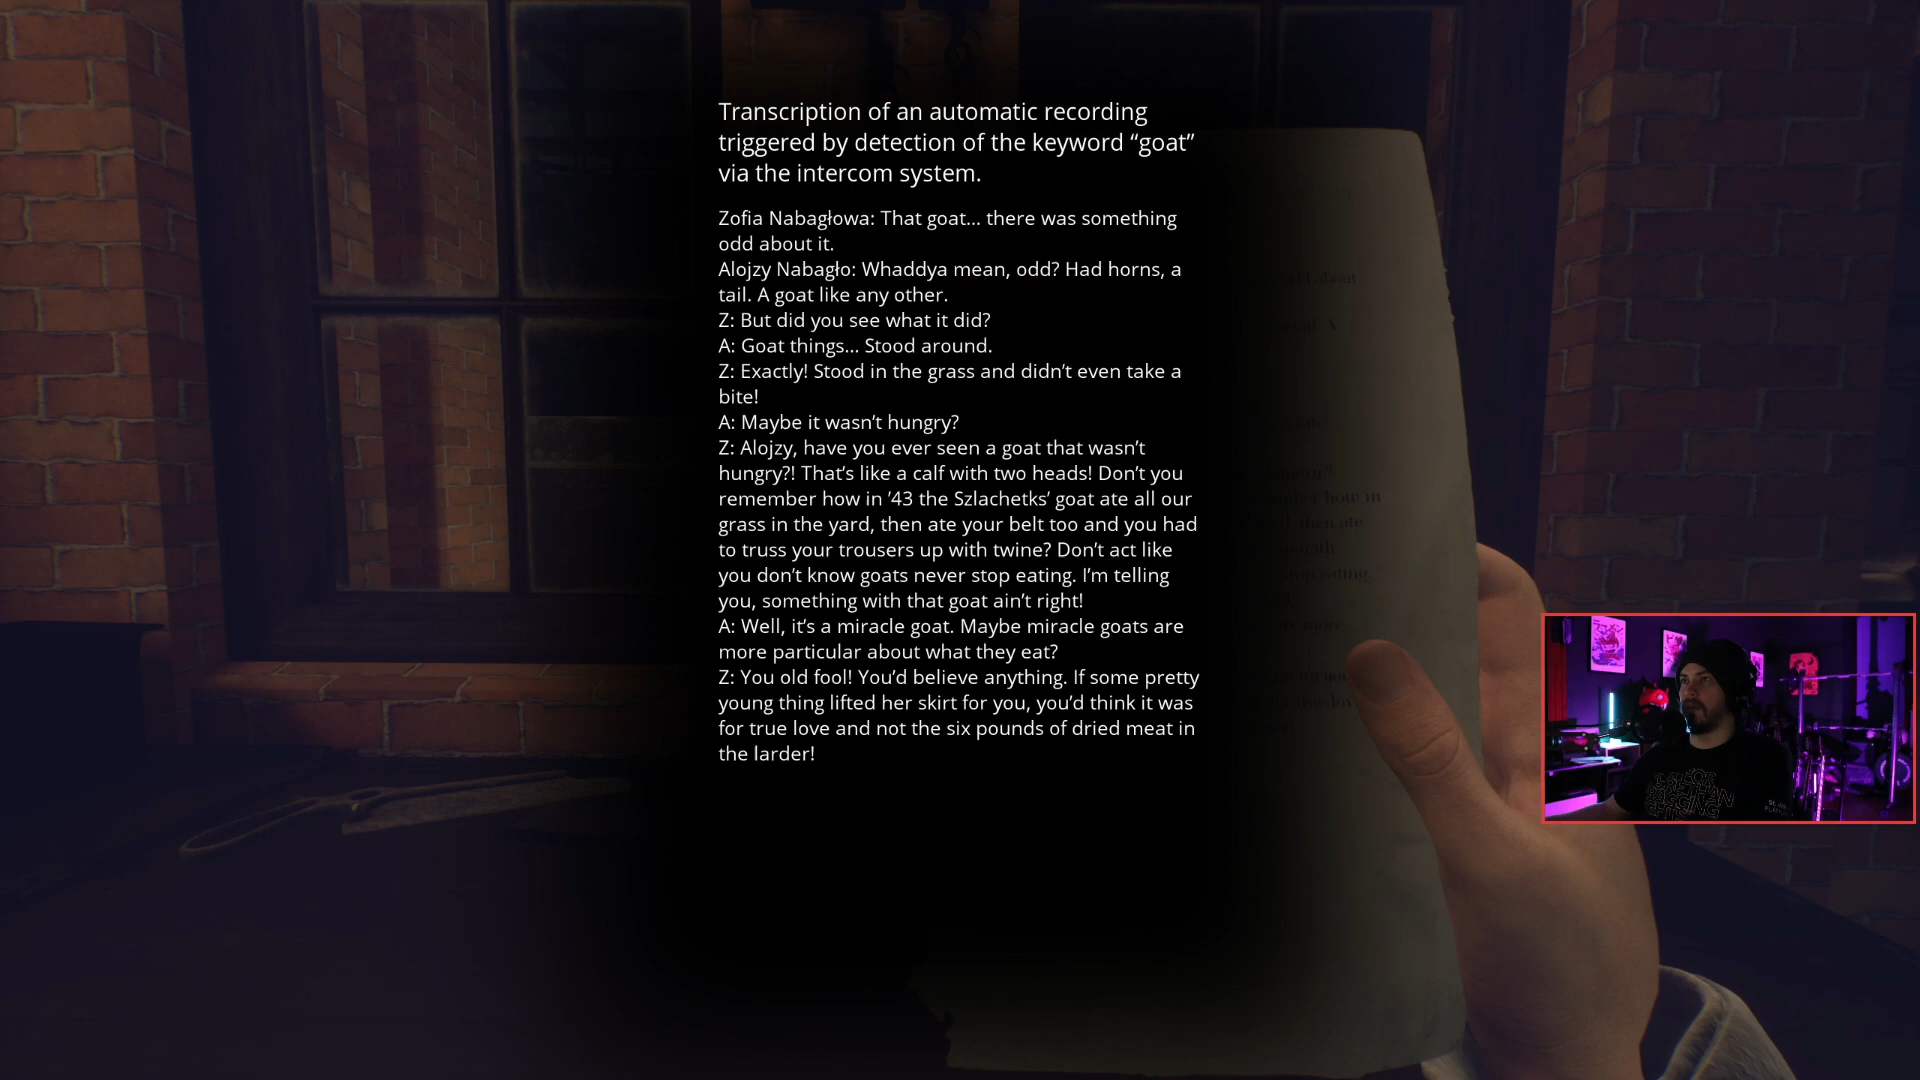 Transcription of an automatic recording
triggered by detection of the keyword “goat”
via the intercom system.
Zofia Nabagłowa: That goat... there was something
odd about it.
Alojzy Nabagło: Whaddya mean, odd? Had horns, a
tail. A goat like any other.
Z: But did you see what it did?
A: Goat things... Stood around.
Z: Exactly! Stood in the grass and didn’t even take a
bite!
A: Maybe it wasn’t hungry?
Z: Alojzy, have you ever seen a goat that wasn’t
hungry?! That’s like a calf with two heads! Don’t you
remember how in ’43 the Szlachetks’ goat ate all our
grass in the yard, then ate your belt too and you had
to truss your trousers up with twine? Don’t act like
you don’t know goats never stop eating. I’m telling
you, something with that goat ain’t right!
A: Well, it’s a miracle goat. Maybe miracle goats are
more particular about what they eat?
Z: You old fool! You’d believe anything. If some pretty
young thing lifted her skirt for you, you’d think it was
for true love and not the six pounds of dried meat in
the larder!